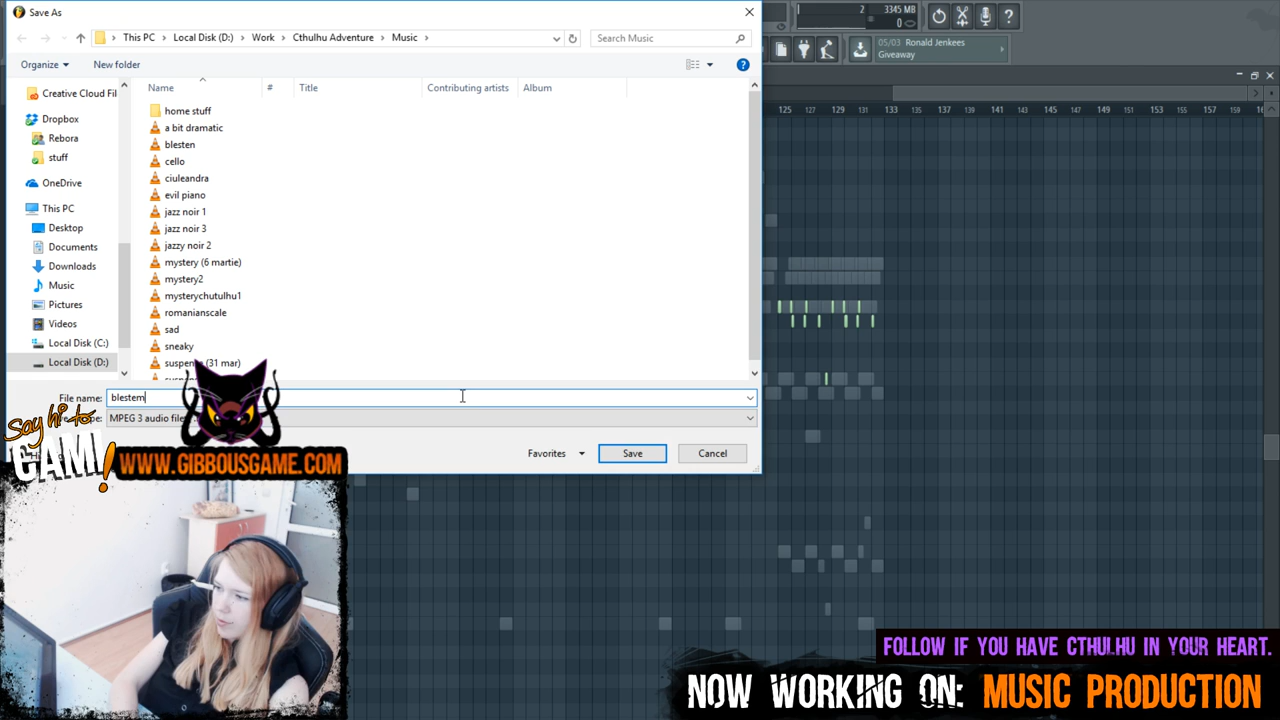 Save As
This PC
Local Disk (D:)
Work
Cthulhu Adventure
Music
Search Music
Organize
New folder
Name
#
Title
Contributing artists
Album
Creative Cloud Fil
Dropbox
Rebora
stuff
OneDrive
This PC
Desktop
Documents
Downloads
Music
Pictures
Videos
Local Disk (C:)
Local Disk (D:)
home stuff
a bit dramatic
blesten
cello
ciuleandra
evil piano
jazz noir 1
jazz noir 3
jazzy noir 2
mystery (6 martie)
mystery2
mysterychutulhu1
romanianscale
sad
sneaky
(31 mar)
File name: blestem
MPEG 3 audio file
Favorites
Save
Cancel
2
3345 MB
0
05/03 Ronald Jenkees
Giveaway
125 127 129 131 133 135 137 139 141 143 145 147 149 151 153 155 157 159
Say hi to
CAM!
WWW.GIBBOUSGAME.COM
FOLLOW IF YOU HAVE CTHULHU IN YOUR HEART.
NOW WORKING ON: MUSIC PRODUCTION